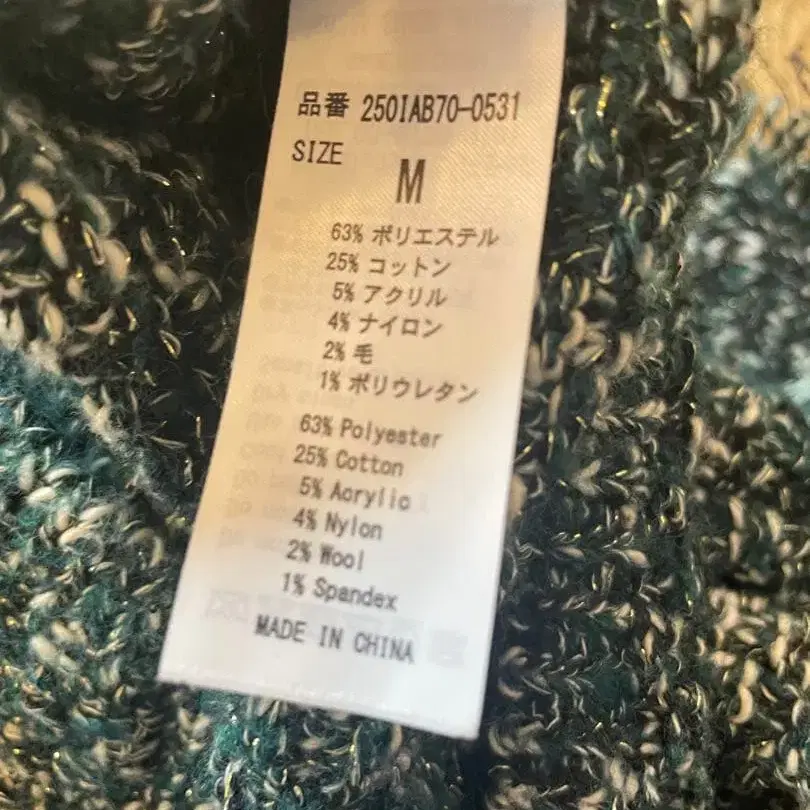 品番 250IAB70-0531
SIZE
M
63% ポリエステル
25% コットン
5% アクリル
4% ナイロン
2% 毛
1% ポリウレタン
63% Polyester
25% Cotton
5% Acrylic
4% Nylon
2% Wool
1% Spandex
MADE IN CHINA